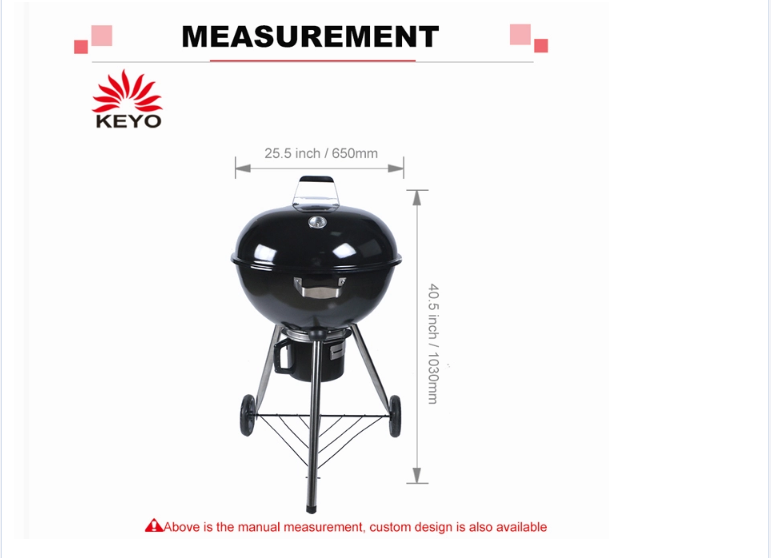 MEASUREMENT
KEYO
25.5 inch / 650mm
40.5 inch / 1030mm
Above is the manual measurement, custom design is also available